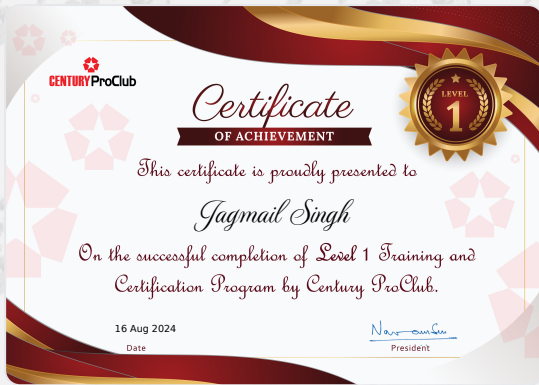 CENTURY ProClub
Certificate
OF ACHIEVEMENT
LEVEL
1
This certificate is proudly presented to
Jagmail Singh
On the successful completion of Level 1 Training and
Certification Program by Century ProClub.
16 Aug 2024
Date
President